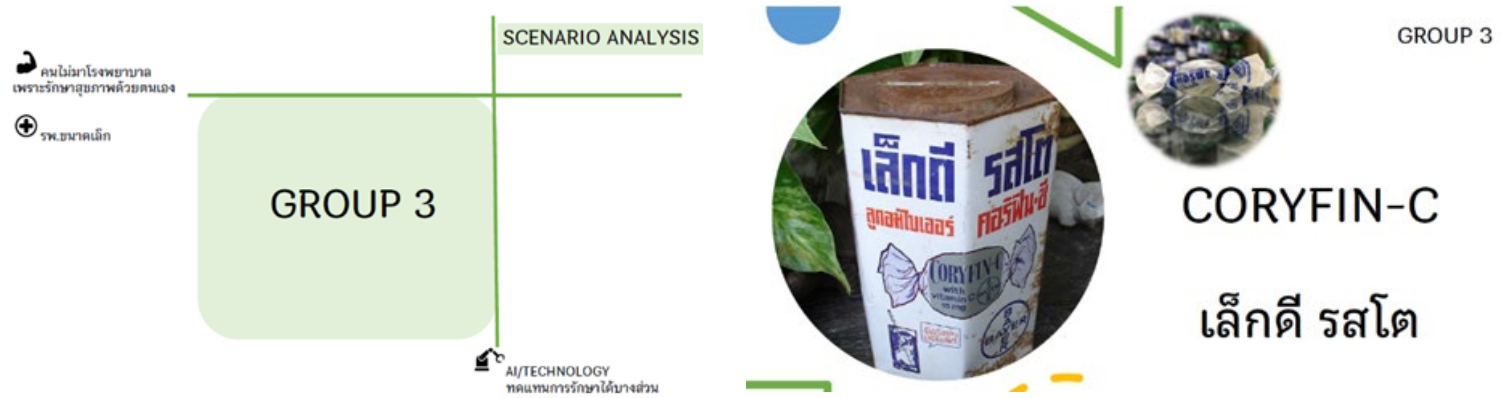 SCENARIO ANALYSIS
คนไม่มาโรงพยาบาล
เพราะรักษาสุขภาพด้วยตนเอง
รพ.ขนาดเล็ก
GROUP 3
AI/TECHNOLOGY
ทดแทนการรักษาได้บางส่วน
GROUP 3
เล็กดี รสโต
ลูกอมไบเออร์ คอริฟิน-ซี
CORYFIN-C
with
vitamin C
BAYER
CORYFIN-C
เล็กดี รสโต